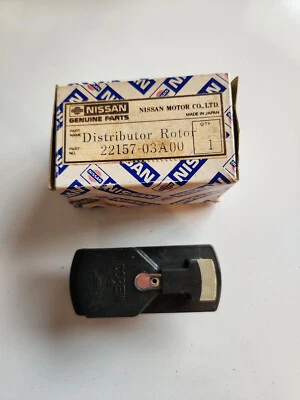 NISSAN
GENUINE PARTS
NISSAN MOTOR CO., LTD.
MADE IN JAPAN
PART NAME Distributor Rotor
PART NO. 22157-03A00
QTY 1
NISSAN